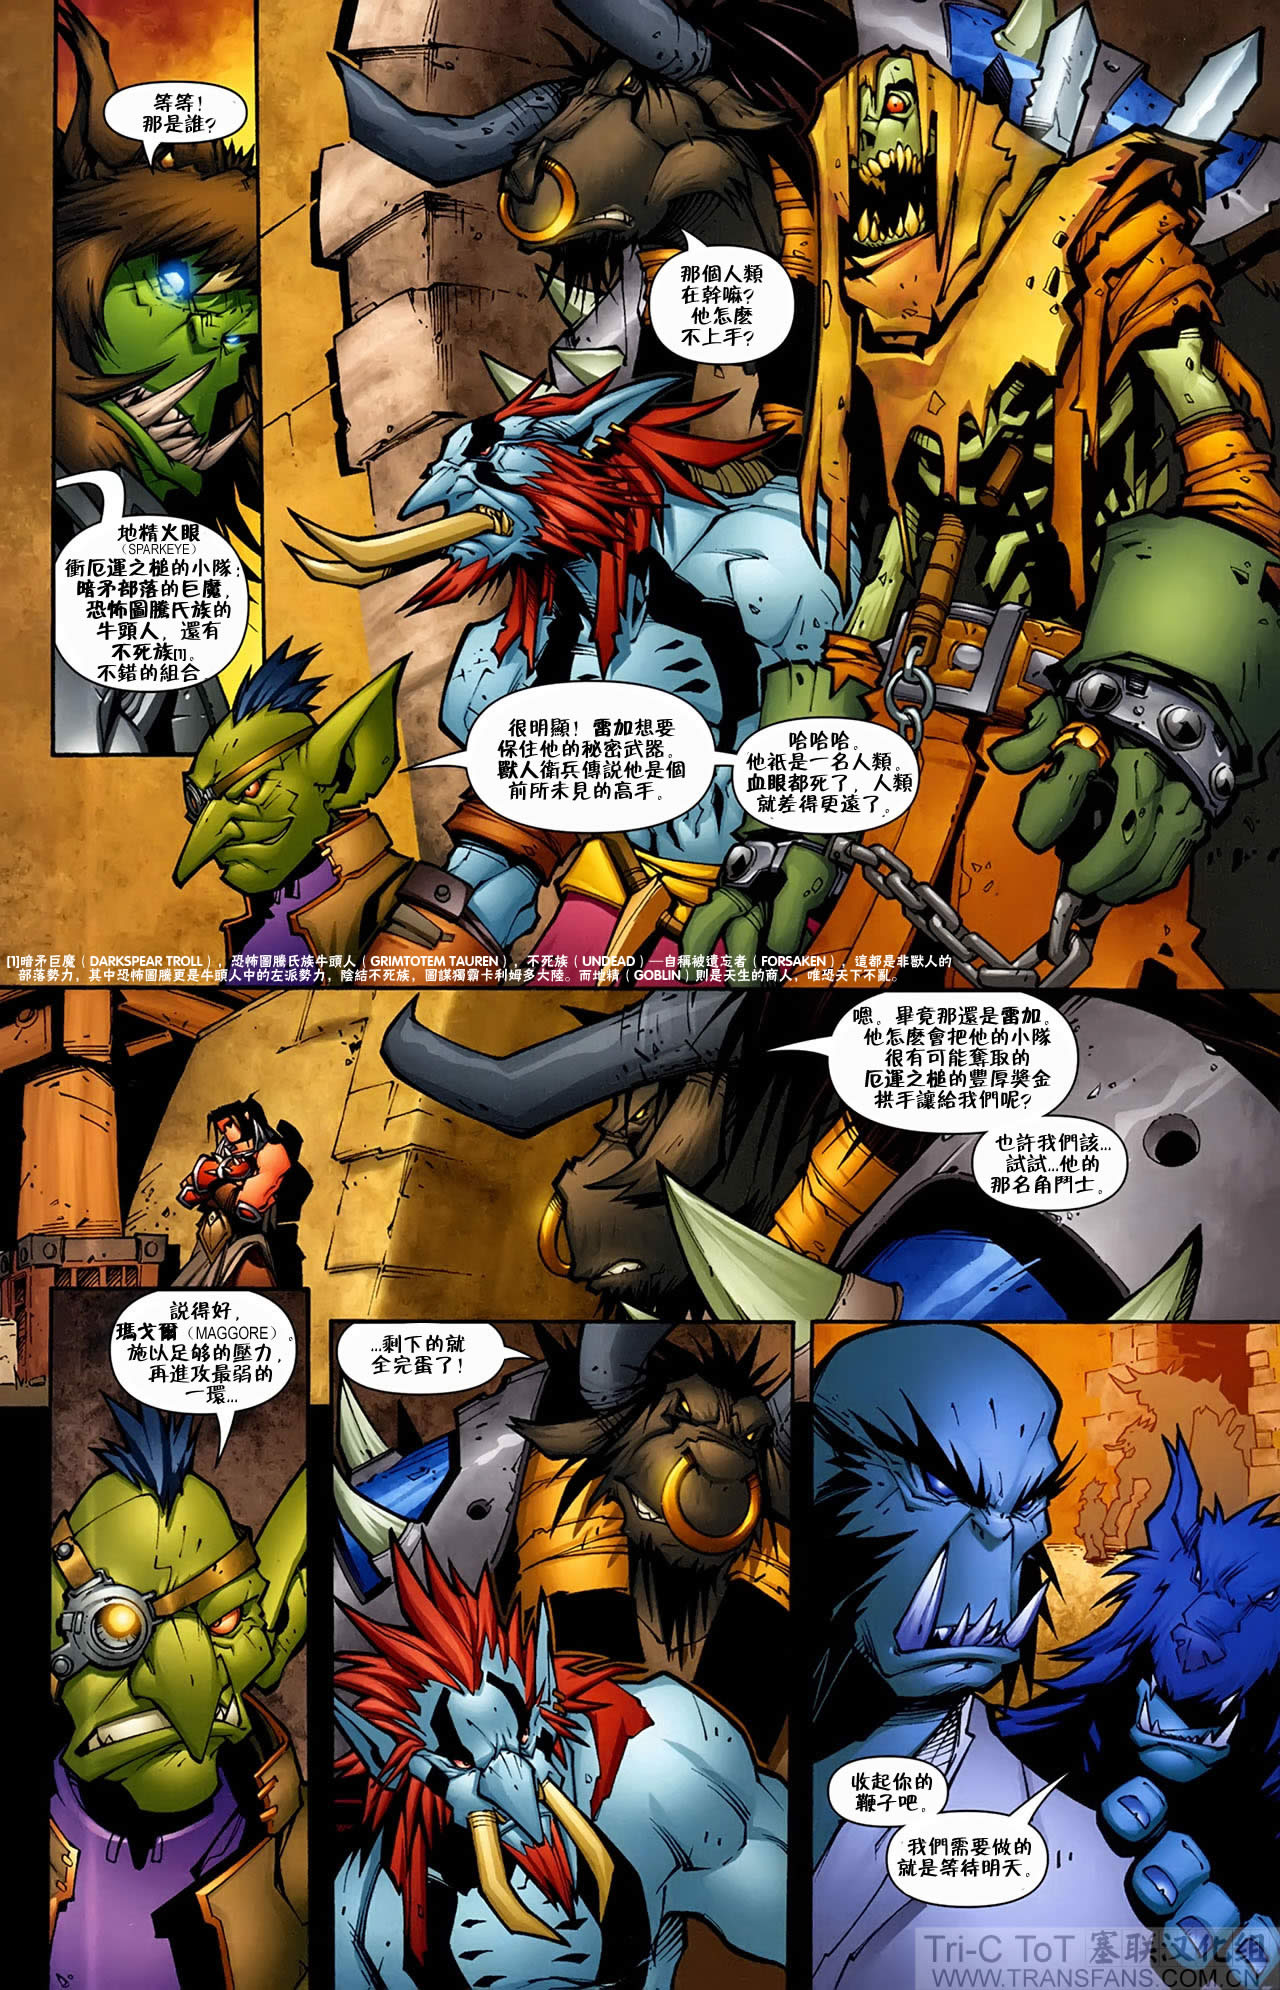 等等！
那是誰？
那個人類
在幹嘛？
他怎麽
不上手？
地精火眼
（SPARKEYE）
衝厄運之槌的小隊：
暗矛部落的巨魔，
恐怖圖騰氏族的
牛頭人，還有
不死族[1]。
不錯的組合
很明顯！雷加想要
保住他的秘密武器。
獸人衛兵傳説他是個
前所未見的高手。
哈哈哈。
他衹是一名人類。
血眼都死了，人類
就差得更遠了。
[1]暗矛巨魔（DARKSPEAR TROLL），恐怖圖騰氏族牛頭人（GRIMTOTEM TAUREN），不死族（UNDEAD）—自稱被遺忘者（FORSAKEN），這都是非獸人的
部落勢力，其中恐怖圖騰更是牛頭人中的左派勢力，陰結不死族，圖謀獨霸卡利姆多大陸。而地精（GOBLIN）則是天生的商人，唯恐天下不亂。
嗯。畢竟那還是雷加。
他怎麽會把他的小隊
很有可能奪取的
厄運之槌的豐厚獎金
拱手讓給我們呢？
也許我們該...
試試...他的
那名角鬥士。
説得好，
瑪戈爾（MAGGORE）。
施以足够的壓力，
再進攻最弱的
一環...
...剩下的就
全完蛋了！
收起你的
鞭子吧。
我們需要做的
就是等待明天。
Tri-C ToT 塞联汉化组
WWW.TRANSFANS.COM.CN